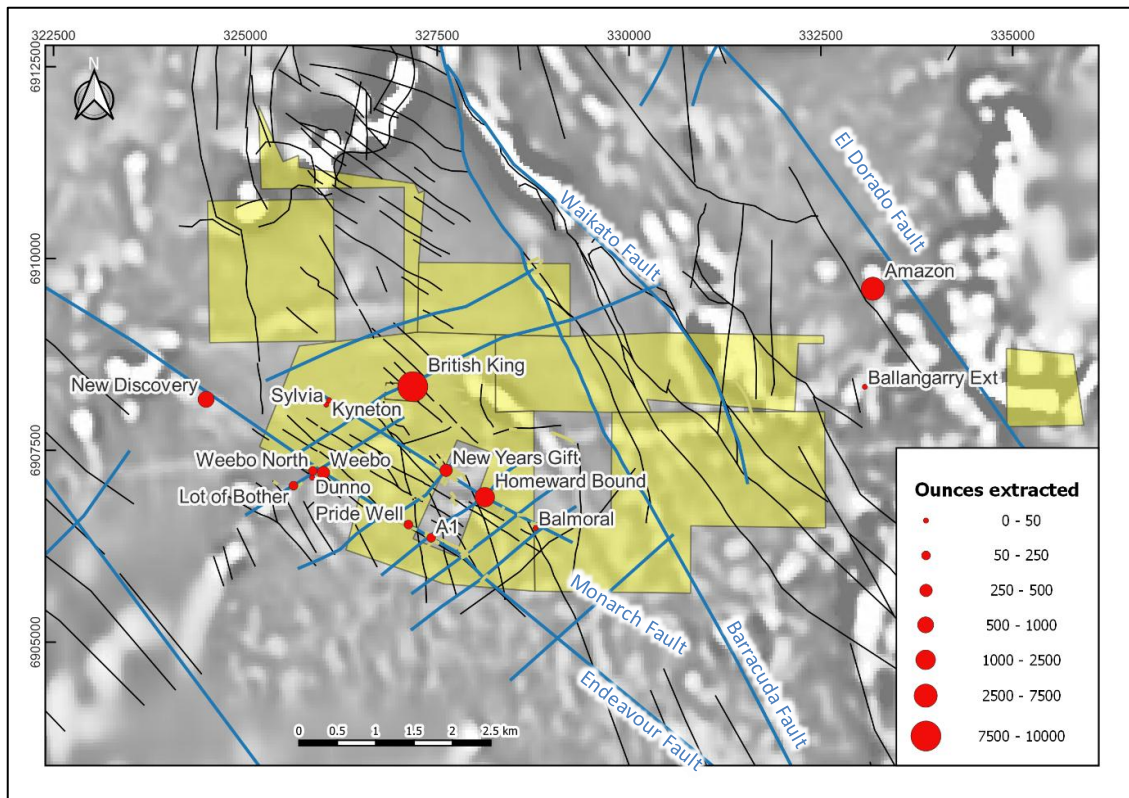 322500 325000 327500 330000 332500 335000
6912500
N
El Dorado Fault
Waikato Fault
6910000
Amazon
British King
Ballangarry Ext
New Discovery
Sylvia
Kyneton
6907500
Weebo North
Weebo
New Years Gift
Dunno
Homeward Bound
Lot of Bother
Pride Well
A1
Balmoral
Monarch Fault
Barracuda Fault
Endeavour Fault
6905000
0 0.5 1 1.5 2 2.5 km
Ounces extracted
0 - 50
50 - 250
250 - 500
500 - 1000
1000 - 2500
2500 - 7500
7500 - 10000